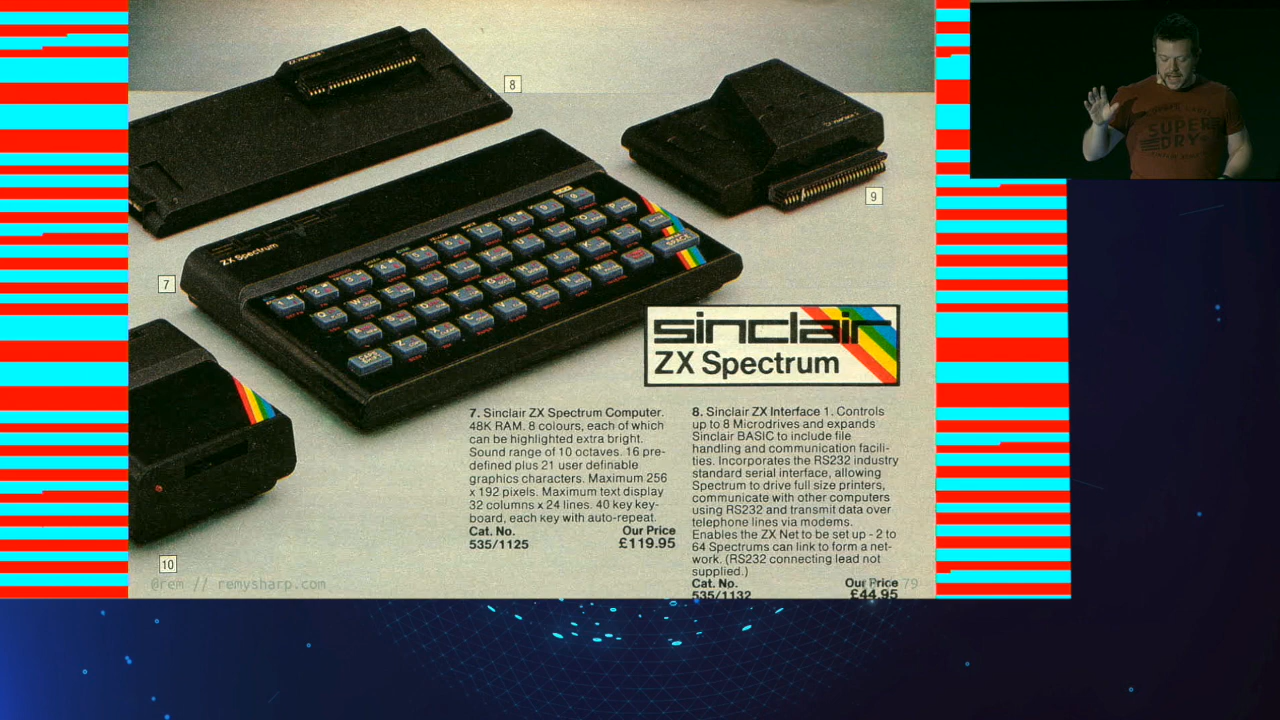 8
9
7
10
ZX Spectrum
sinclair
ZX Spectrum
7. Sinclair ZX Spectrum Computer.
48K RAM. 8 colours, each of which
can be highlighted extra bright.
Sound range of 10 octaves. 16 pre-
defined plus 21 user definable
graphics characters. Maximum 256
x 192 pixels. Maximum text display
32 columns x 24 lines. 40 key key-
board, each key with auto-repeat.
Cat. No. Our Price
535/1125 £119.95
8. Sinclair ZX Interface 1. Controls
up to 8 Microdrives and expands
Sinclair BASIC to include file
handling and communication facili-
ties. Incorporates the RS232 industry
standard serial interface, allowing
Spectrum to drive full size printers,
communicate with other computers
using RS232 and transmit data over
telephone lines via modems.
Enables the ZX Net to be set up - 2 to
64 Spectrums can link to form a net-
work. (RS232 connecting lead not
supplied.)
Cat. No. Our Price
535/1132 £44.95
@rem // remysharp.com
79
SUPER
DRY